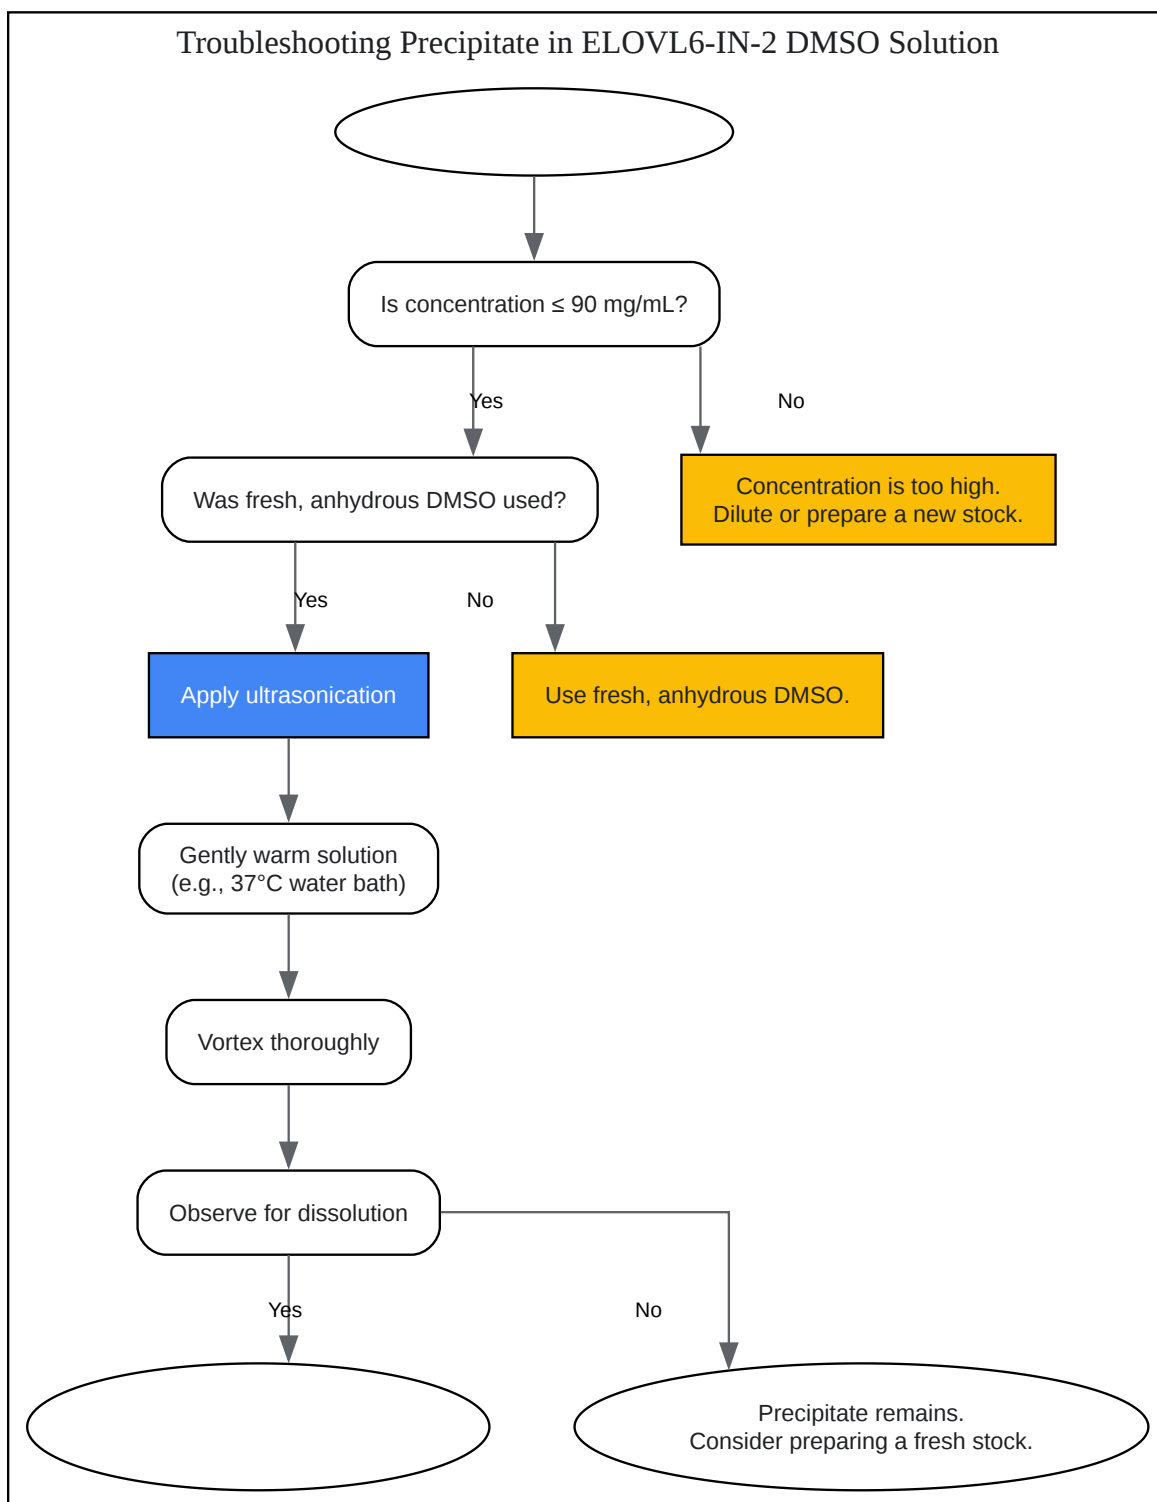 Troubleshooting Precipitate in ELOVL6-IN-2 DMSO Solution
Is concentration ≤ 90 mg/mL?
Yes
No
Was fresh, anhydrous DMSO used?
Concentration is too high.
Dilute or prepare a new stock.
Yes
No
Apply ultrasonication
Use fresh, anhydrous DMSO.
Gently warm solution
(e.g., 37°C water bath)
Vortex thoroughly
Observe for dissolution
Yes
No
Precipitate remains.
Consider preparing a fresh stock.